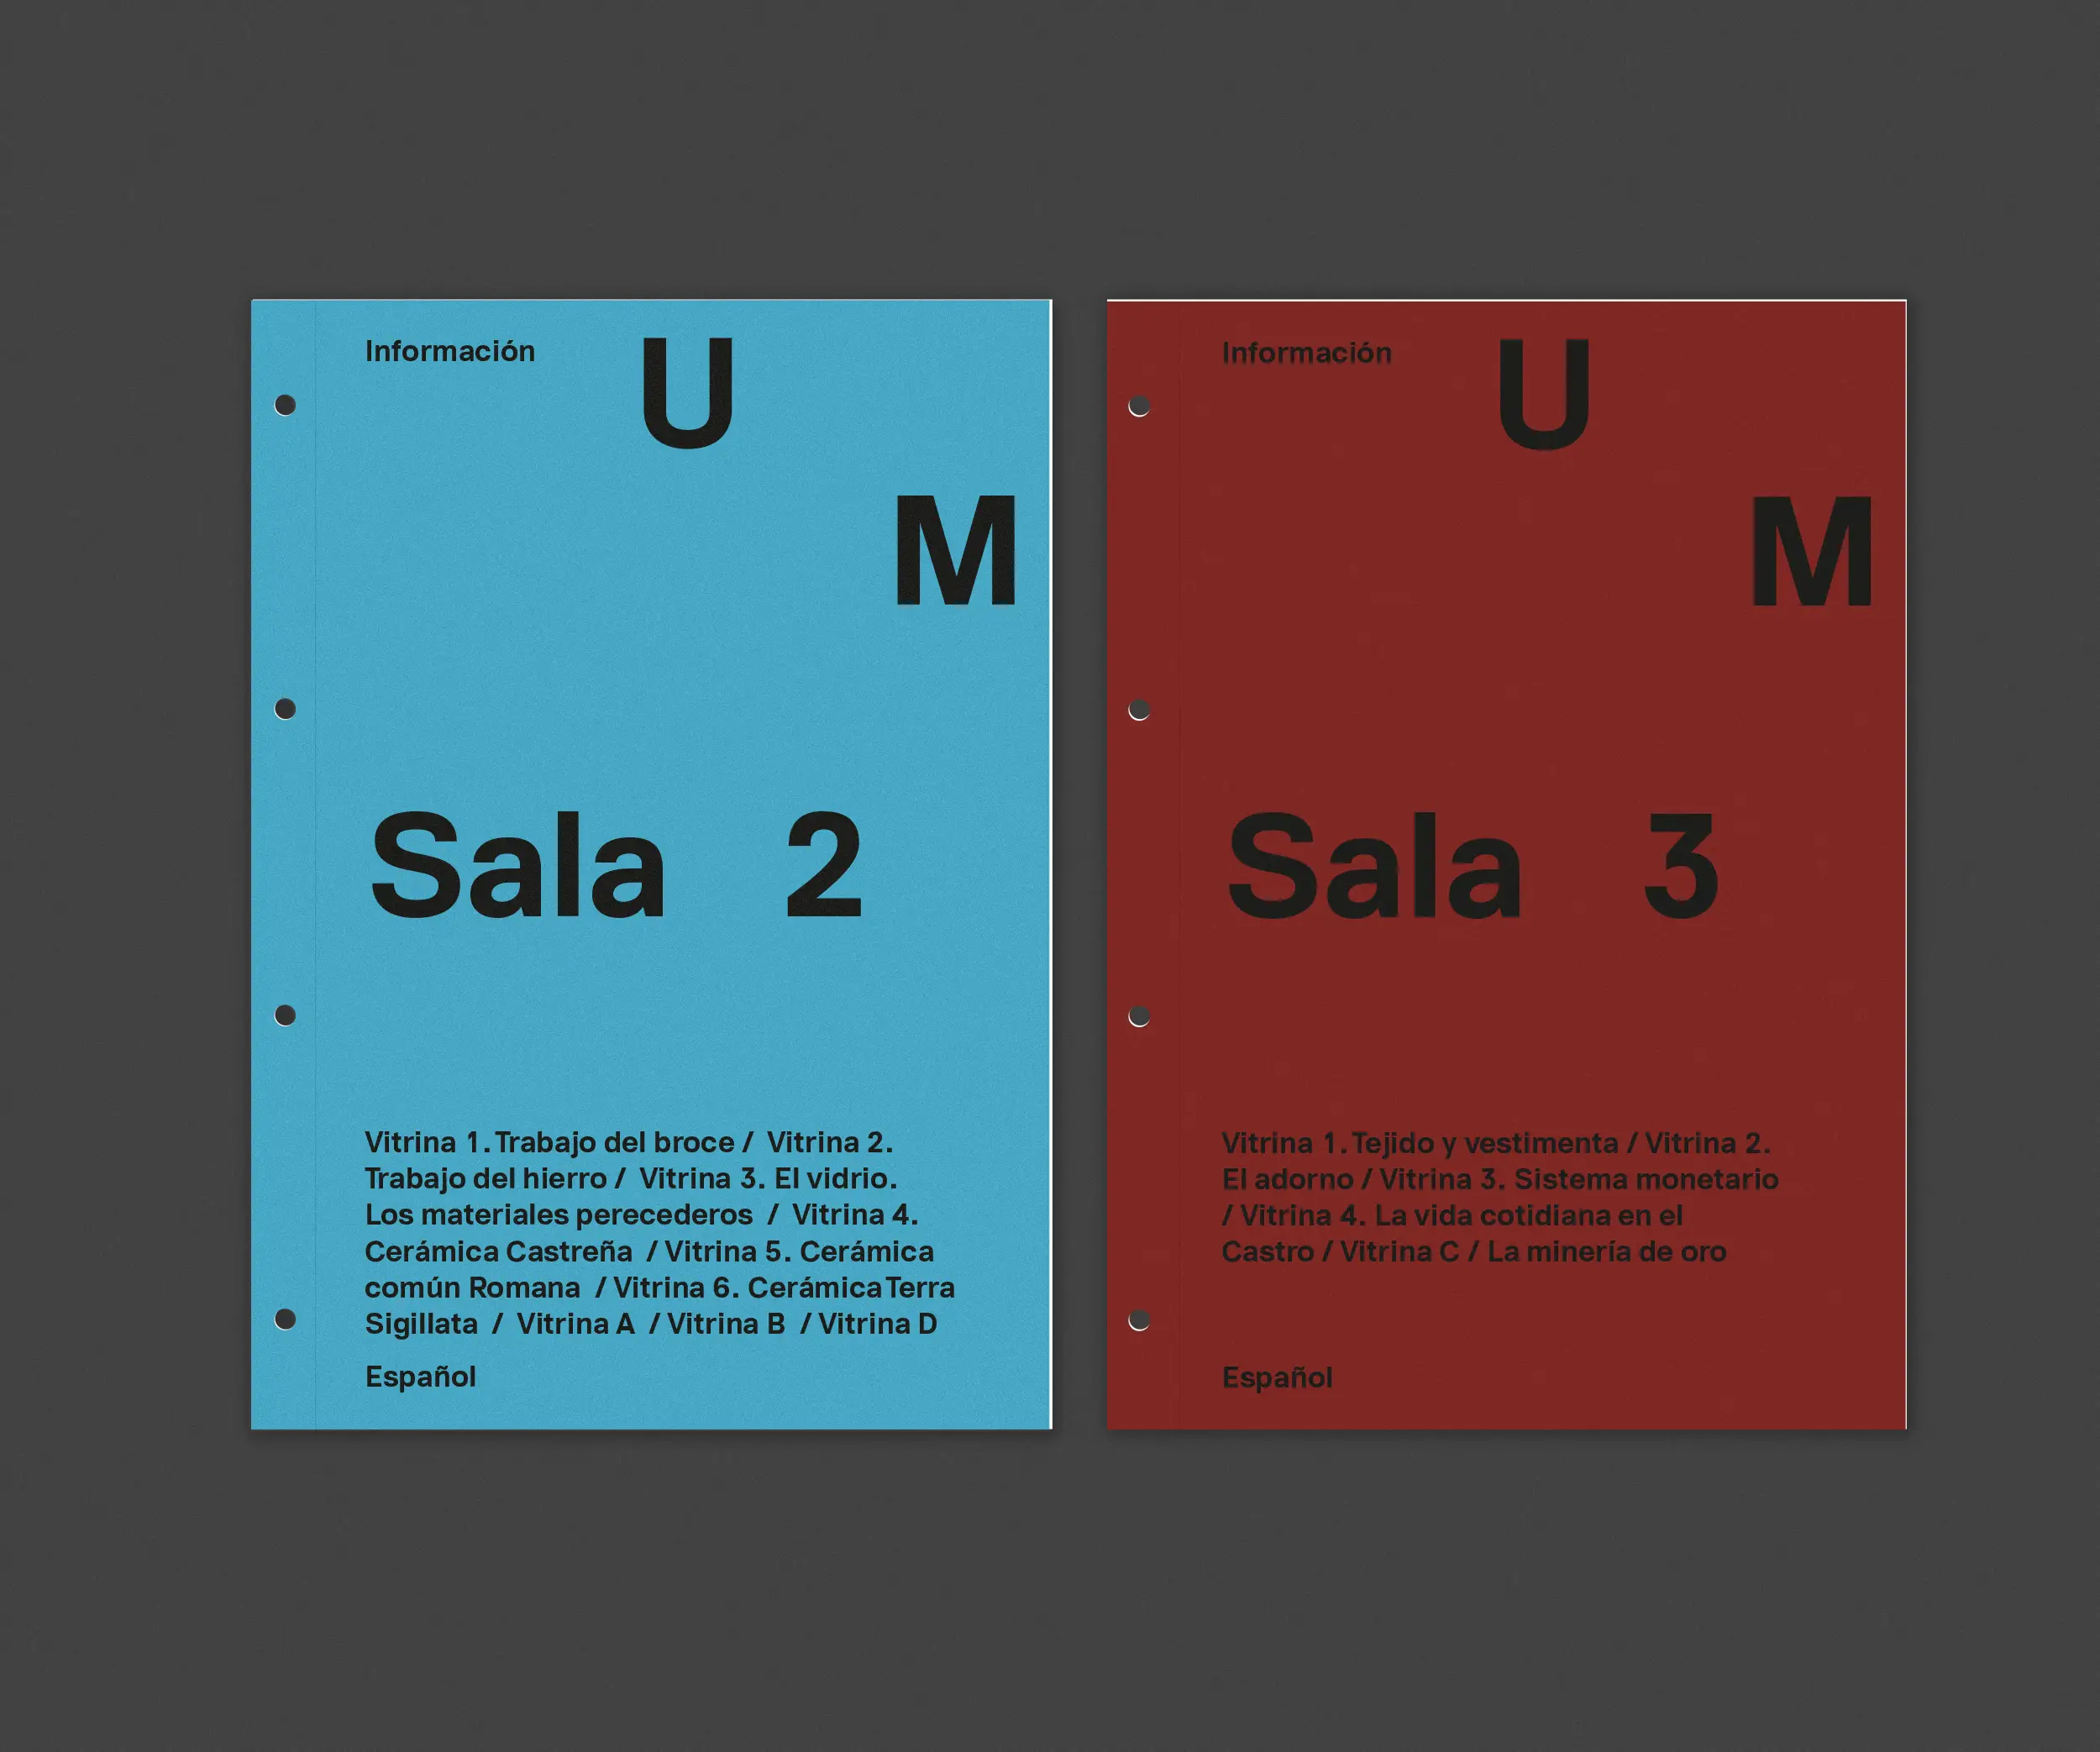 Información
U
M
Sala 2
Vitrina 1. Trabajo del broce / Vitrina 2.
Trabajo del hierro / Vitrina 3. El vidrio.
Los materiales perecederos / Vitrina 4.
Cerámica Castreña / Vitrina 5. Cerámica
común Romana / Vitrina 6. Cerámica Terra
Sigillata / Vitrina A / Vitrina B / Vitrina D
Español
Información
U
M
Sala 3
Vitrina 1. Tejido y vestimenta / Vitrina 2.
El adorno / Vitrina 3. Sistema monetario
/ Vitrina 4. La vida cotidiana en el
Castro / Vitrina C / La minería de oro
Español